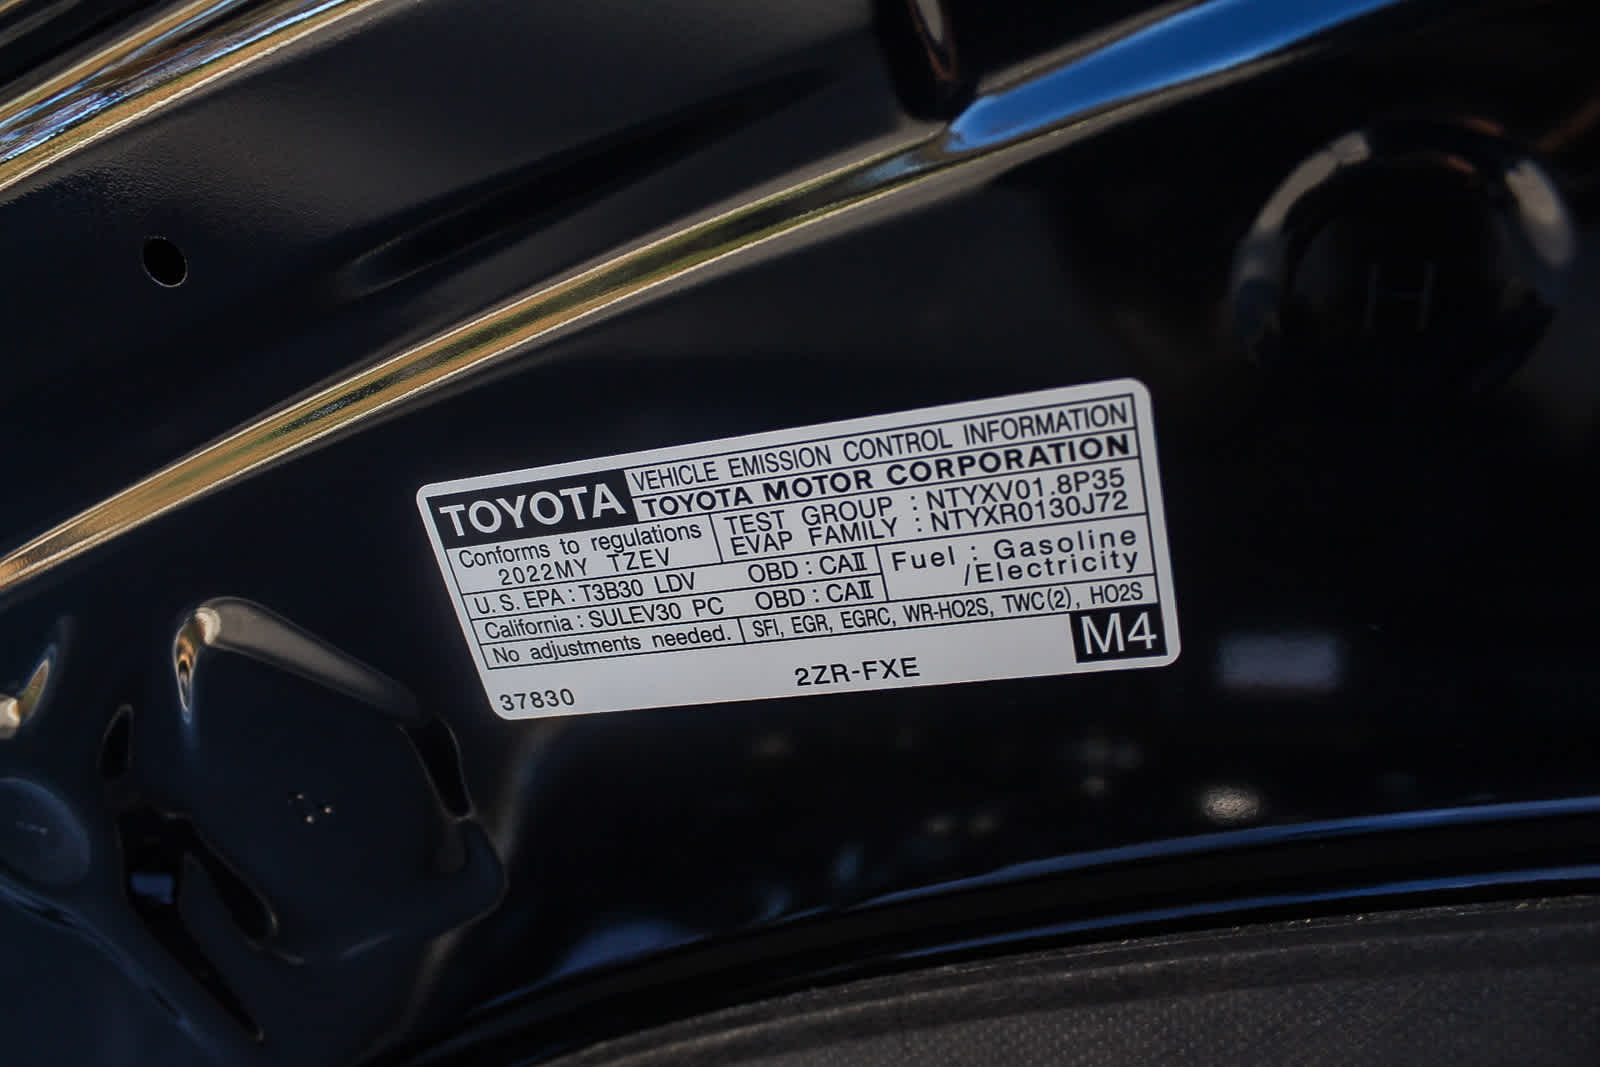 TOYOTA
VEHICLE EMISSION CONTROL INFORMATION
TOYOTA MOTOR CORPORATION
Conforms to regulations
2022MY TZEV
TEST GROUP : NTYXV01.8P35
EVAP FAMILY : NTYXR0130J72
U.S. EPA : T3B30 LDV OBD : CAII
California : SULEV30 PC OBD : CAII
Fuel : Gasoline
/Electricity
No adjustments needed.
SFI, EGR, EGRC, WR-HO2S, TWC(2), HO2S
37830
2ZR-FXE
M4
H